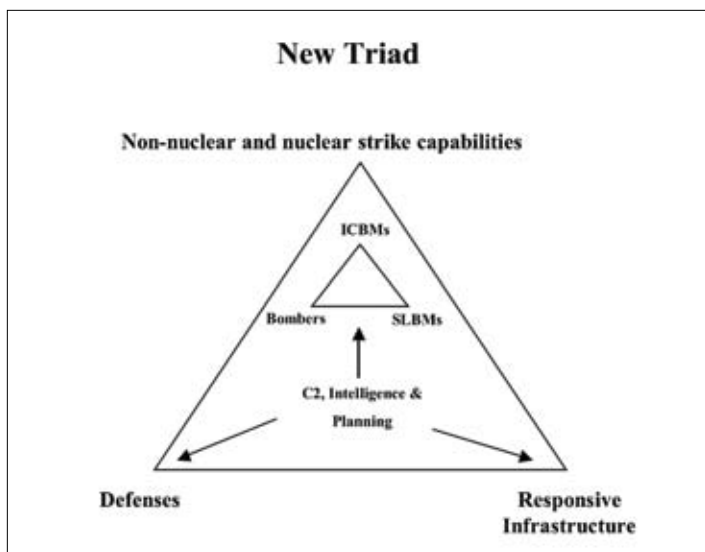 New Triad
Non-nuclear and nuclear strike capabilities
ICBMs
Bombers
SLBMs
C2, Intelligence &
Planning
Defenses
Responsive
Infrastructure